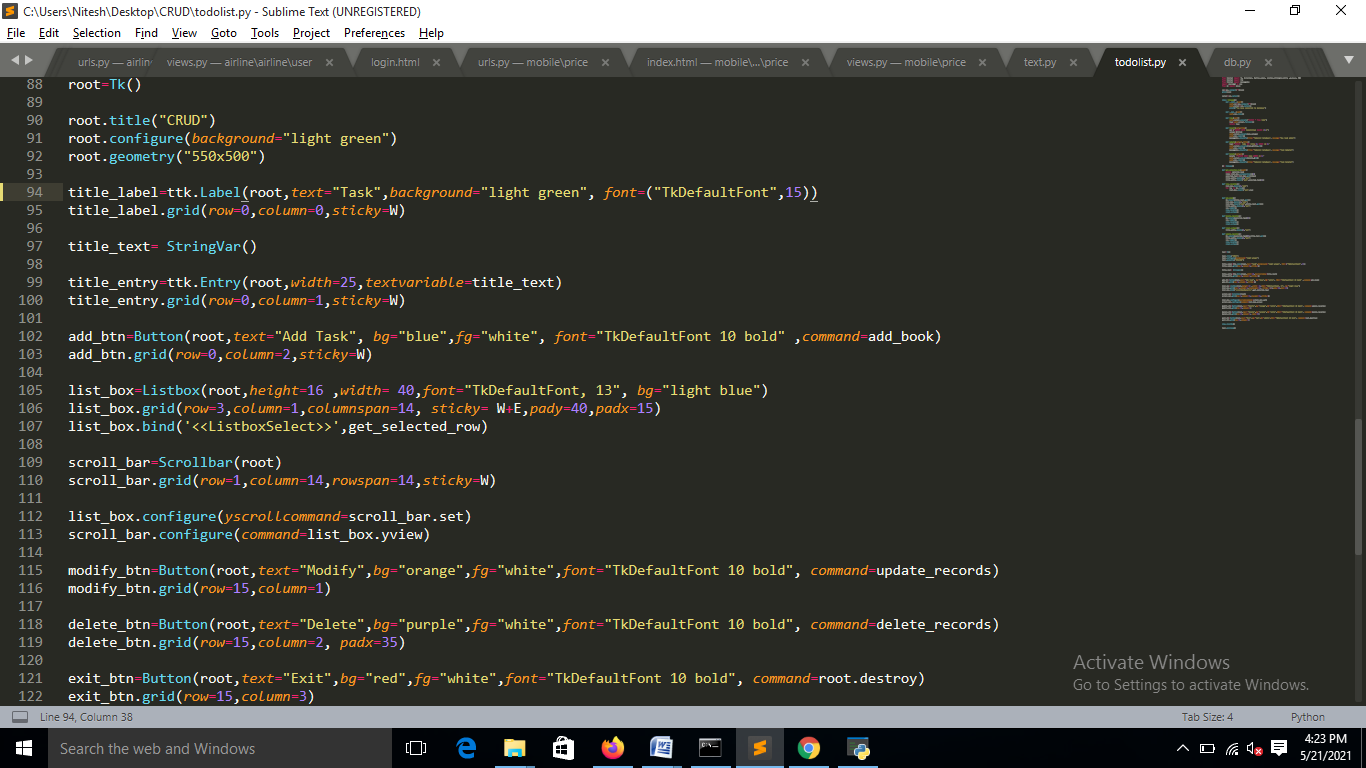 C:\Users\Nitesh\Desktop\CRUD\todolist.py - Sublime Text (UNREGISTERED)
File Edit Selection Find View Goto Tools Project Preferences Help
urls.py — airlin views.py — airline\airline\user login.html urls.py — mobile\price index.html — mobile\...\price views.py — mobile\price text.py todolist.py db.py
88 root=Tk()
89
90 root.title("CRUD")
91 root.configure(background="light green")
92 root.geometry("550x500")
93
94 title_label=ttk.Label(root,text="Task",background="light green", font=("TkDefaultFont",15))
95 title_label.grid(row=0,column=0,sticky=W)
96
97 title_text= StringVar()
98
99 title_entry=ttk.Entry(root,width=25,textvariable=title_text)
100 title_entry.grid(row=0,column=1,sticky=W)
101
102 add_btn=Button(root,text="Add Task", bg="blue",fg="white", font="TkDefaultFont 10 bold" ,command=add_book)
103 add_btn.grid(row=0,column=2,sticky=W)
104
105 list_box=Listbox(root,height=16 ,width= 40,font="TkDefaultFont, 13", bg="light blue")
106 list_box.grid(row=3,column=1,columnspan=14, sticky= W+E,pady=40,padx=15)
107 list_box.bind('<<ListboxSelect>>',get_selected_row)
108
109 scroll_bar=Scrollbar(root)
110 scroll_bar.grid(row=1,column=14,rowspan=14,sticky=W)
111
112 list_box.configure(yscrollcommand=scroll_bar.set)
113 scroll_bar.configure(command=list_box.yview)
114
115 modify_btn=Button(root,text="Modify",bg="orange",fg="white",font="TkDefaultFont 10 bold", command=update_records)
116 modify_btn.grid(row=15,column=1)
117
118 delete_btn=Button(root,text="Delete",bg="purple",fg="white",font="TkDefaultFont 10 bold", command=delete_records)
119 delete_btn.grid(row=15,column=2, padx=35)
120
121 exit_btn=Button(root,text="Exit",bg="red",fg="white",font="TkDefaultFont 10 bold", command=root.destroy)
122 exit_btn.grid(row=15,column=3)
Activate Windows
Go to Settings to activate Windows.
Line 94, Column 38 Tab Size: 4 Python
Search the web and Windows
4:23 PM
5/21/2021